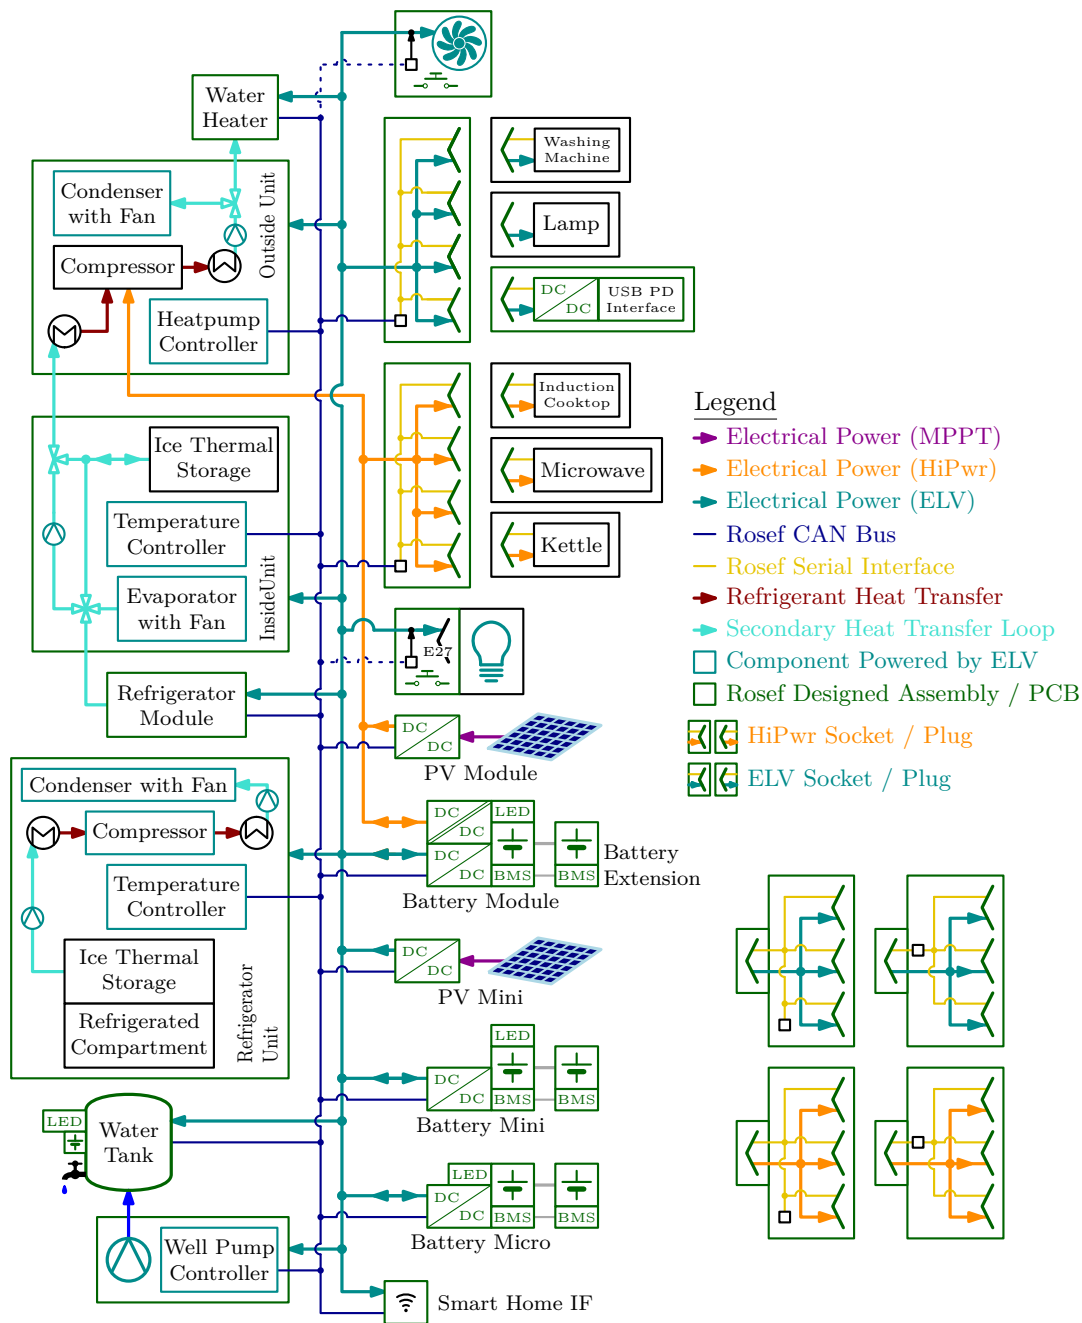 Water
Heater
Condenser
with Fan
Compressor
Heatpump
Controller
Outside Unit
Washing
Machine
Lamp
DC
DC
USB PD
Interface
Induction
Cooktop
Microwave
Kettle
Ice Thermal
Storage
Temperature
Controller
Evaporator
with Fan
InsideUnit
E27
Refrigerator
Module
DC
DC
PV Module
Condenser with Fan
Compressor
Temperature
Controller
Ice Thermal
Storage
Refrigerated
Compartment
Refrigerator
Unit
DC
DC
LED
DC
DC
BMS
BMS
Battery
Extension
Battery Module
DC
DC
PV Mini
LED
DC
DC
BMS
BMS
Battery Mini
LED
Water
Tank
LED
DC
DC
BMS
BMS
Battery Micro
Well Pump
Controller
Smart Home IF
Legend
Electrical Power (MPPT)
Electrical Power (HiPwr)
Electrical Power (ELV)
Rosef CAN Bus
Rosef Serial Interface
Refrigerant Heat Transfer
Secondary Heat Transfer Loop
Component Powered by ELV
Rosef Designed Assembly / PCB
HiPwr Socket / Plug
ELV Socket / Plug